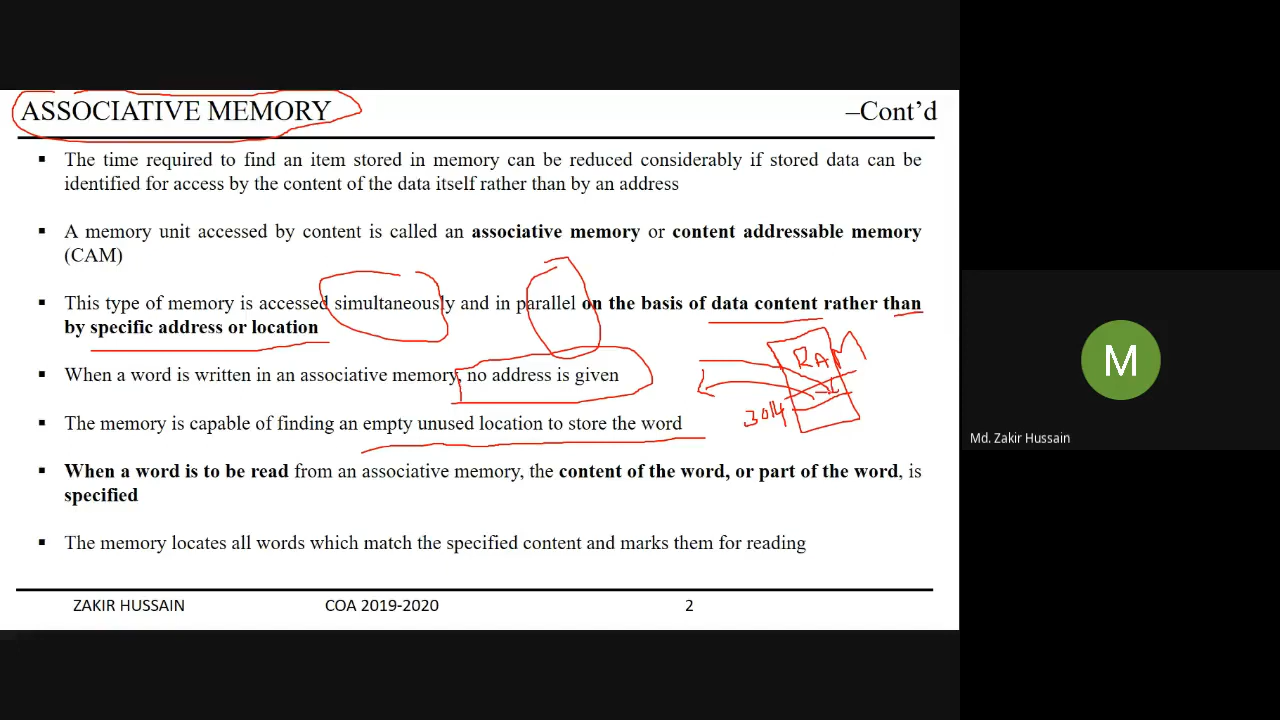 ASSOCIATIVE MEMORY –Cont’d
▪ The time required to find an item stored in memory can be reduced considerably if stored data can be
identified for access by the content of the data itself rather than by an address
▪ A memory unit accessed by content is called an associative memory or content addressable memory
(CAM)
▪ This type of memory is accessed simultaneously and in parallel on the basis of data content rather than
by specific address or location
RAM
▪ When a word is written in an associative memory, no address is given
3014
▪ The memory is capable of finding an empty unused location to store the word
▪ When a word is to be read from an associative memory, the content of the word, or part of the word, is
specified
▪ The memory locates all words which match the specified content and marks them for reading
ZAKIR HUSSAIN COA 2019-2020 2
M
Md. Zakir Hussain